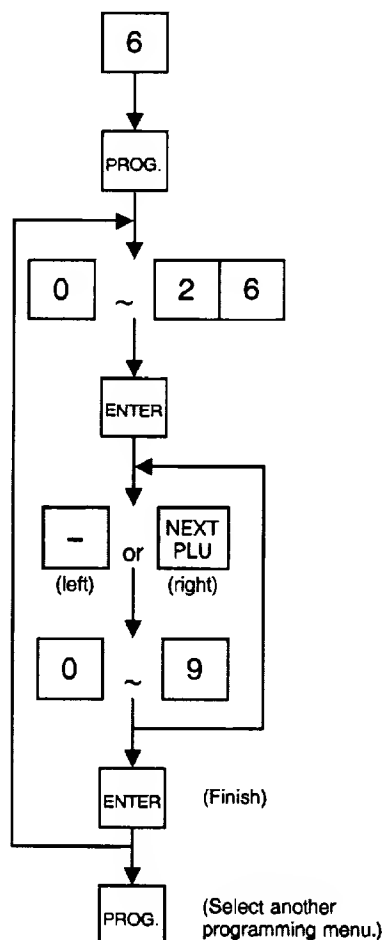 6
PROG.
0 ~ 2 6
ENTER
– or NEXT PLU
(left) (right)
0 ~ 9
ENTER (Finish)
PROG. (Select another programming menu.)